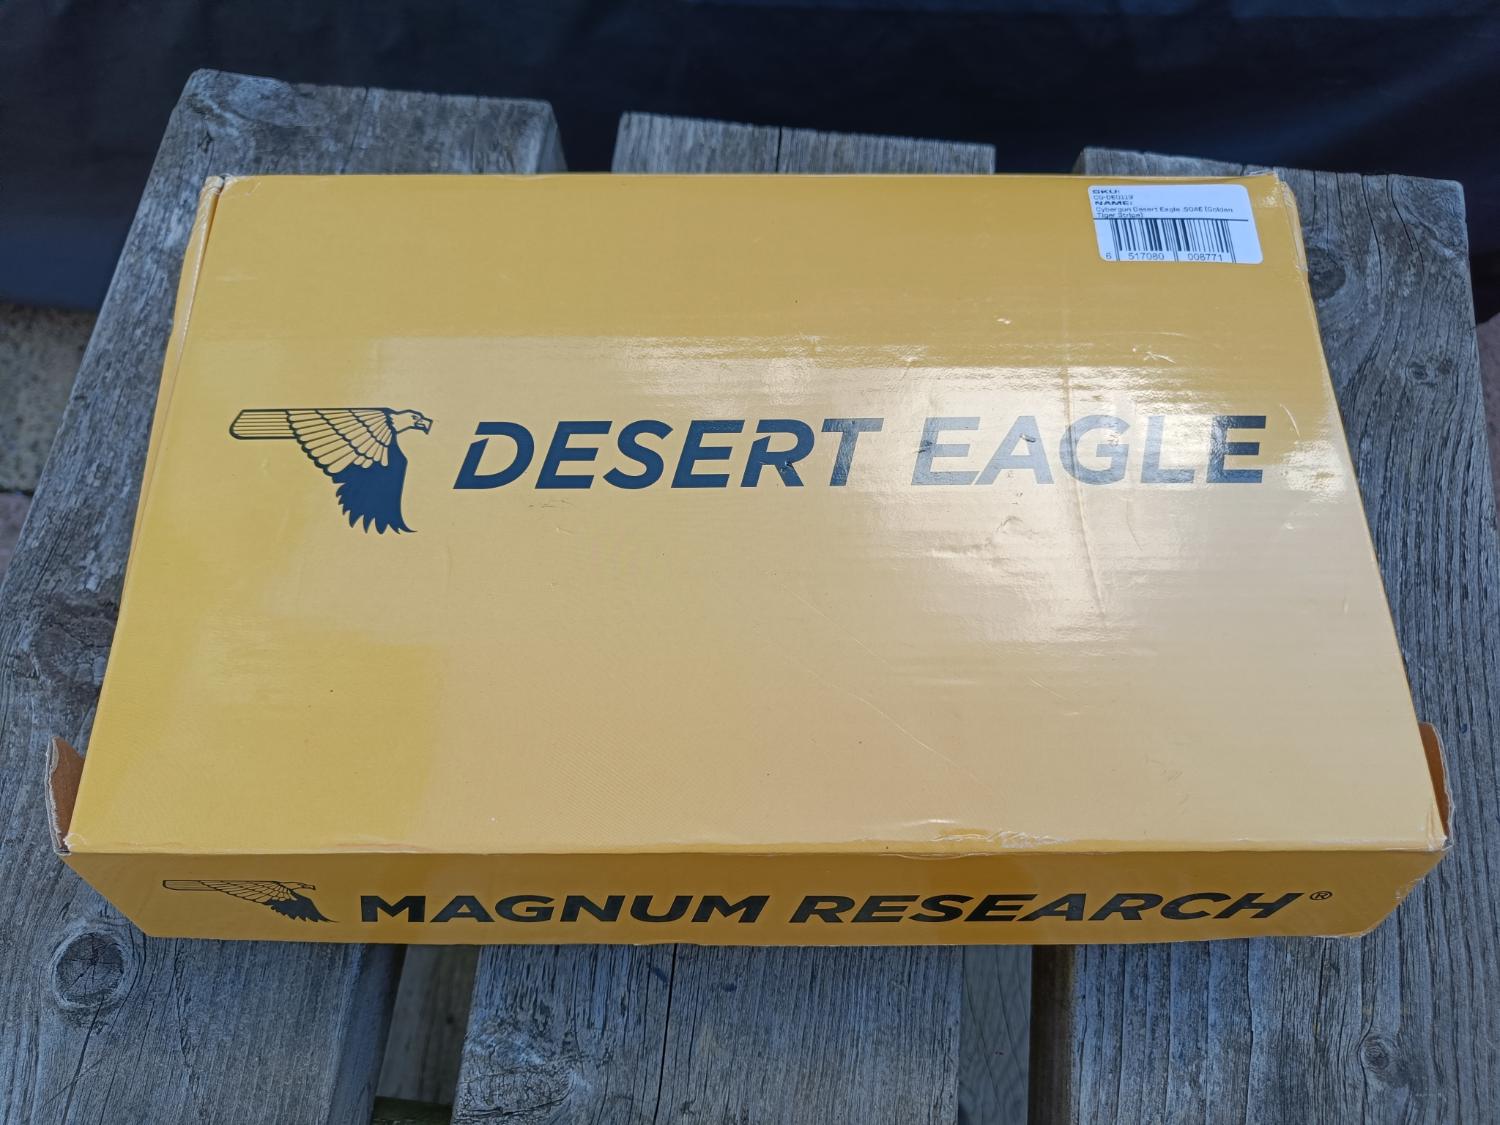 SKU:
CG-DE0119
NAME:
Cybergun Desert Eagle .50AE (Golden
Tiger Stripe)
6 517080 008771
DESERT EAGLE
MAGNUM RESEARCH®